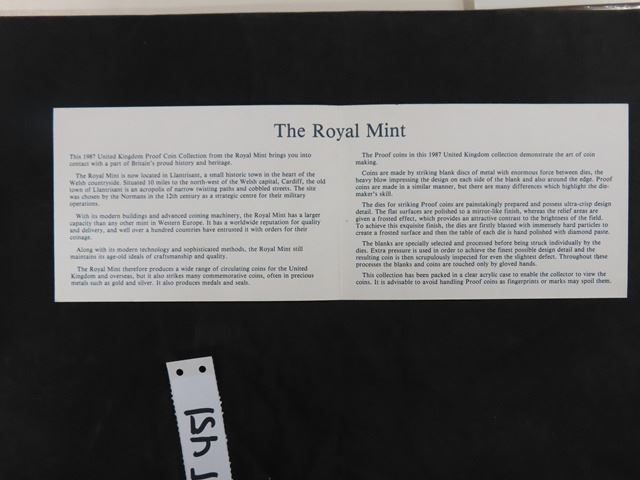 The Royal Mint
This 1987 United Kingdom Proof Coin Collection from the Royal Mint brings you into
contact with a part of Britain's proud history and heritage.
The Royal Mint is now located in Llantrisant, a small historic town in the heart of the
Welsh countryside. Situated 10 miles to the north-west of the Welsh capital, Cardiff, the old
town of Llantrisant is an acropolis of narrow twisting paths and cobbled streets. The site
was chosen by the Normans in the 12th century as a strategic centre for their military
operations.
With its modern buildings and advanced coining machinery, the Royal Mint has a larger
capacity than any other mint in Western Europe. It has a worldwide reputation for quality
and delivery, and well over a hundred countries have entrusted it with orders for their
coinage.
Along with its modern technology and sophisticated methods, the Royal Mint still
maintains its age-old ideals of craftsmanship and quality.
The Royal Mint therefore produces a wide range of circulating coins for the United
Kingdom and overseas, but it also strikes many commemorative coins, often in precious
metals such as gold and silver. It also produces medals and seals.
The Proof coins in this 1987 United Kingdom collection demonstrate the art of coin
making.
Coins are made by striking blank discs of metal with enormous force between dies, the
heavy blow impressing the design on each side of the blank and also around the edge. Proof
coins are made in a similar manner, but there are many differences which highlight the die-
maker's skill.
The dies for striking Proof coins are painstakingly prepared and possess ultra-crisp design
detail. The flat surfaces are polished to a mirror-like finish, whereas the relief areas are
given a frosted effect, which provides an attractive contrast to the brightness of the field.
To achieve this exquisite finish, the dies are firstly blasted with immensely hard particles to
create a frosted surface and then the table of each die is hand polished with diamond paste.
The blanks are specially selected and processed before being struck individually by the
dies. Extra pressure is used in order to achieve the finest possible design detail and the
resulting coin is then scrupulously inspected for even the slightest defect. Throughout these
processes the blanks and coins are touched only by gloved hands.
This collection has been packed in a clear acrylic case to enable the collector to view the
coins. It is advisable to avoid handling Proof coins as fingerprints or marks may spoil them.
451